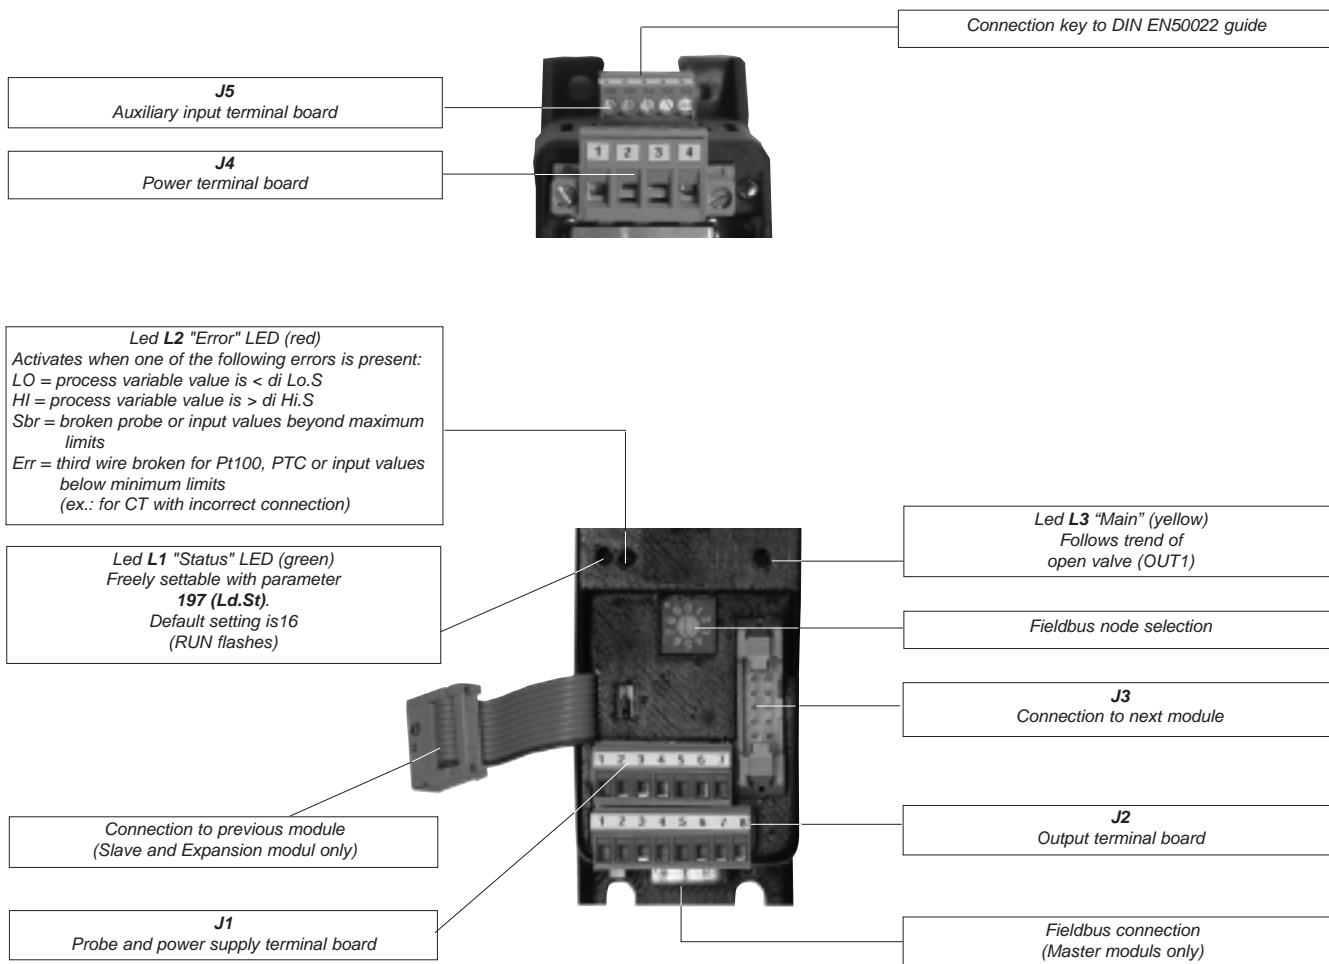 Connection key to DIN EN50022 guide
J5
Auxiliary input terminal board
J4
Power terminal board
1 2 3 4
Led L2 "Error" LED (red)
Activates when one of the following errors is present:
LO = process variable value is < di Lo.S
HI = process variable value is > di Hi.S
Sbr = broken probe or input values beyond maximum
limits
Err = third wire broken for Pt100, PTC or input values
below minimum limits
(ex.: for CT with incorrect connection)
Led L1 "Status" LED (green)
Freely settable with parameter
197 (Ld.St).
Default setting is16
(RUN flashes)
Led L3 “Main” (yellow)
Follows trend of
open valve (OUT1)
Fieldbus node selection
J3
Connection to next module
1 2 3 4 5 6 7
1 2 3 4 5 6 7 8
Connection to previous module
(Slave and Expansion modul only)
J2
Output terminal board
J1
Probe and power supply terminal board
Fieldbus connection
(Master moduls only)